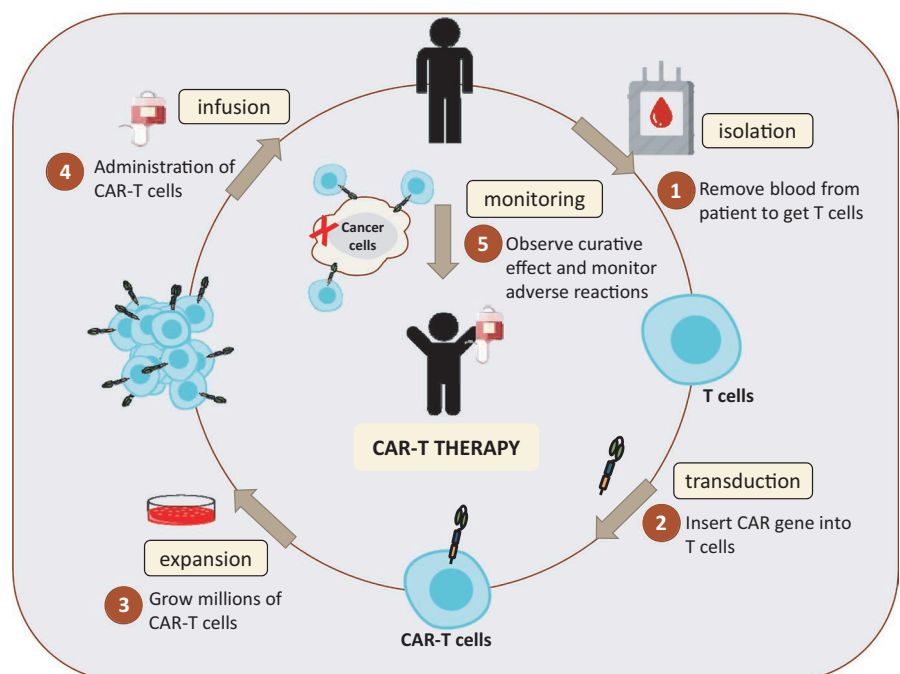 isolation
1
Remove blood from
patient to get T cells
T cells
transduction
2
Insert CAR gene into
T cells
CAR-T cells
expansion
3
Grow millions of
CAR-T cells
infusion
4
Administration of
CAR-T cells
monitoring
5
Observe curative
effect and monitor
adverse reactions
Cancer
cells
CAR-T THERAPY